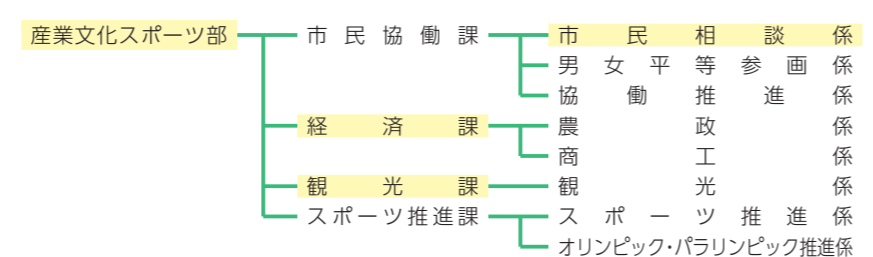 産業文化スポーツ部 市民協働課 市民相談係
男女平等参画係
協働推進係
経済課 農政係
商工係
観光課 観光係
スポーツ推進課 スポーツ推進係
オリンピック・パラリンピック推進係